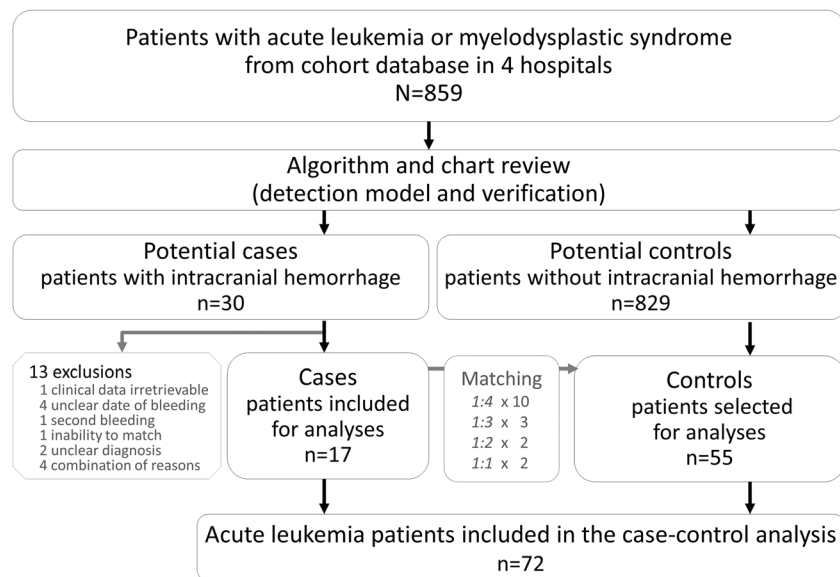 Patients with acute leukemia or myelodysplastic syndrome
from cohort database in 4 hospitals
N=859
Algorithm and chart review
(detection model and verification)
Potential cases
patients with intracranial hemorrhage
n=30
Potential controls
patients without intracranial hemorrhage
n=829
13 exclusions
1 clinical data irretrievable
4 unclear date of bleeding
1 second bleeding
1 inability to match
2 unclear diagnosis
4 combination of reasons
Cases
patients included
for analyses
n=17
Matching
1:4 x 10
1:3 x 3
1:2 x 2
1:1 x 2
Controls
patients selected
for analyses
n=55
Acute leukemia patients included in the case-control analysis
n=72